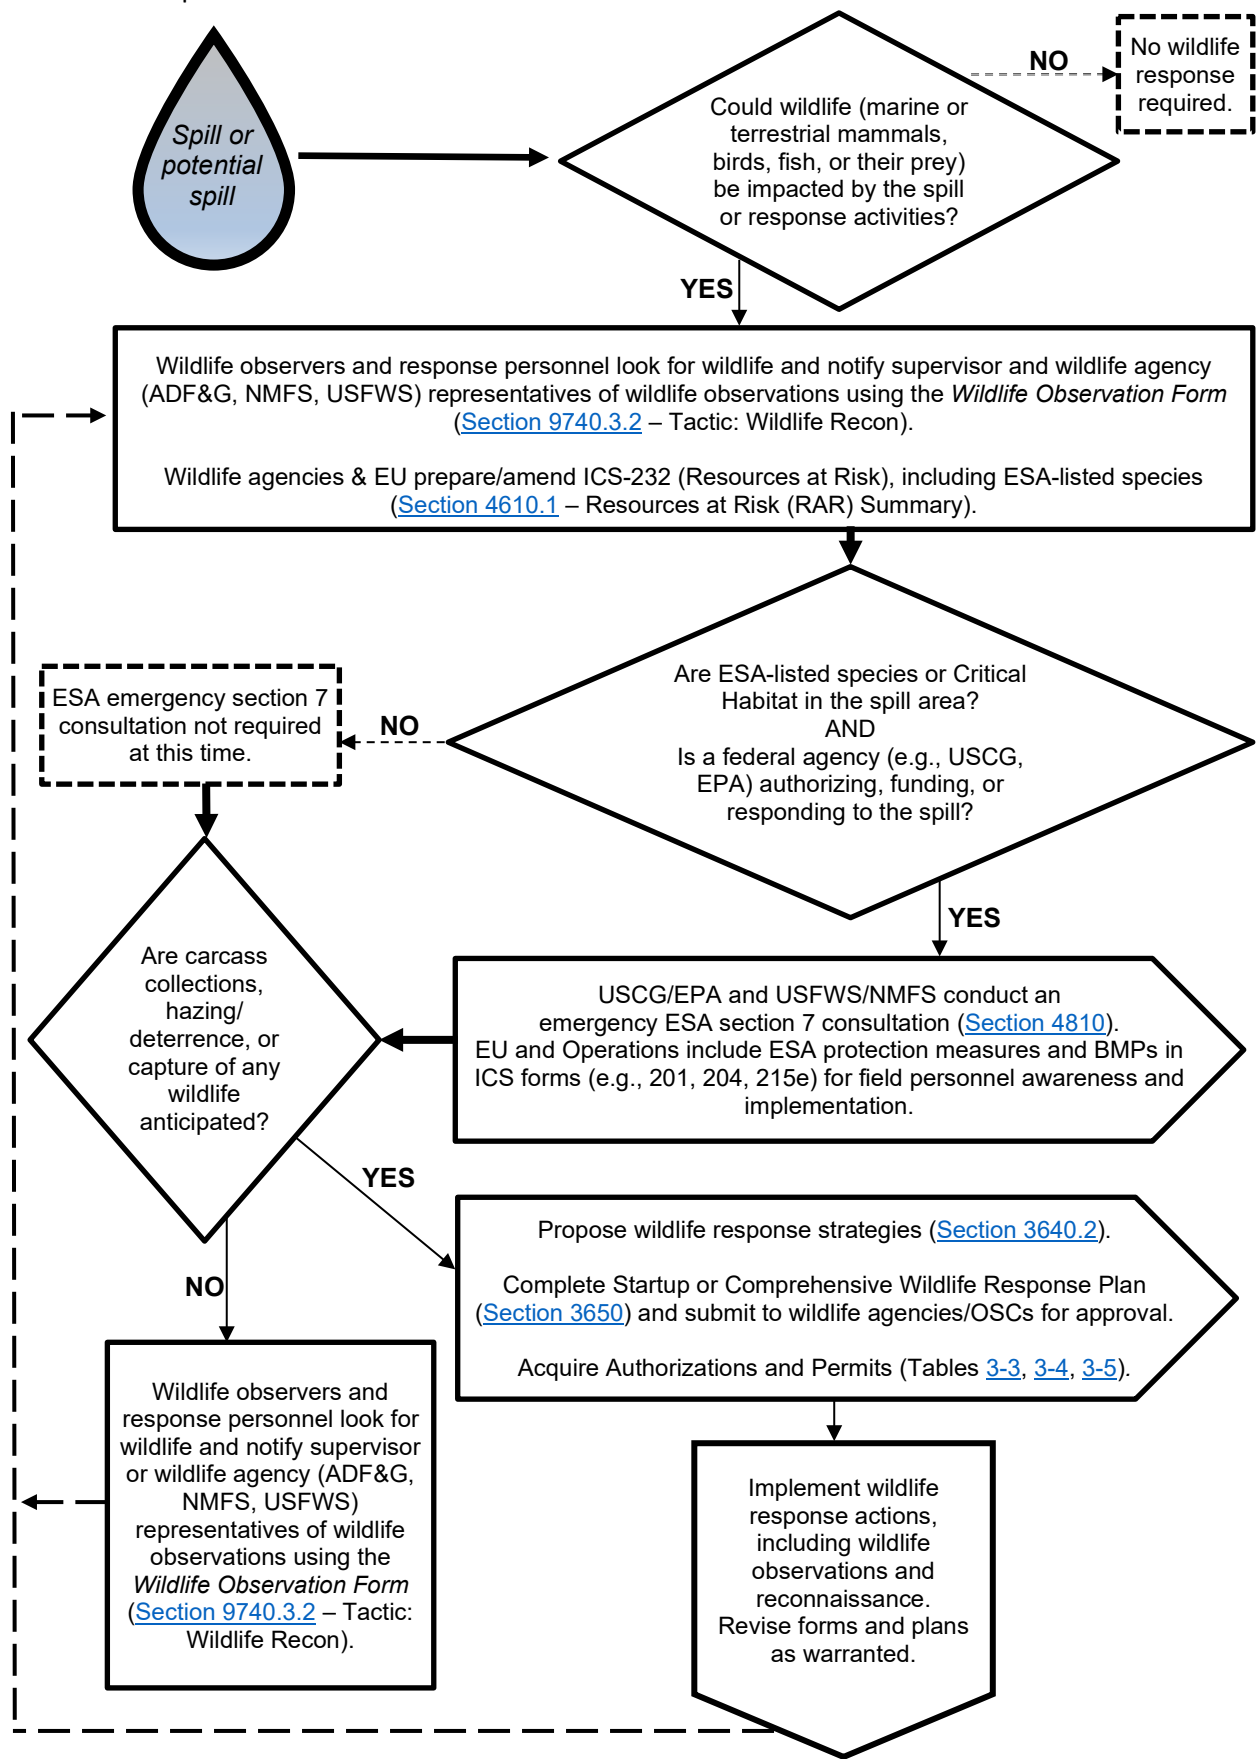 Spill or
potential
spill
Could wildlife (marine or
terrestrial mammals,
birds, fish, or their prey)
be impacted by the spill
or response activities?
NO
No wildlife
response
required.
YES
Wildlife observers and response personnel look for wildlife and notify supervisor and wildlife agency
(ADF&G, NMFS, USFWS) representatives of wildlife observations using the Wildlife Observation Form
(Section 9740.3.2 – Tactic: Wildlife Recon).
Wildlife agencies & EU prepare/amend ICS-232 (Resources at Risk), including ESA-listed species
(Section 4610.1 – Resources at Risk (RAR) Summary).
Are ESA-listed species or Critical
Habitat in the spill area?
AND
Is a federal agency (e.g., USCG,
EPA) authorizing, funding, or
responding to the spill?
NO
ESA emergency section 7
consultation not required
at this time.
YES
USCG/EPA and USFWS/NMFS conduct an
emergency ESA section 7 consultation (Section 4810).
EU and Operations include ESA protection measures and BMPs in
ICS forms (e.g., 201, 204, 215e) for field personnel awareness and
implementation.
Are carcass
collections,
hazing/
deterrence, or
capture of any
wildlife
anticipated?
YES
Propose wildlife response strategies (Section 3640.2).
Complete Startup or Comprehensive Wildlife Response Plan
(Section 3650) and submit to wildlife agencies/OSCs for approval.
Acquire Authorizations and Permits (Tables 3-3, 3-4, 3-5).
NO
Wildlife observers and
response personnel look for
wildlife and notify supervisor
or wildlife agency (ADF&G,
NMFS, USFWS)
representatives of wildlife
observations using the
Wildlife Observation Form
(Section 9740.3.2 – Tactic:
Wildlife Recon).
Implement wildlife
response actions,
including wildlife
observations and
reconnaissance.
Revise forms and plans
as warranted.